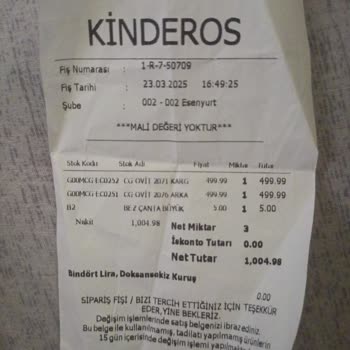 KİNDEROS
Fiş Numarası : 1-R-7-50709
Fiş Tarihi : 23.03.2025 16:49:25
Şube : 002 - 002 Esenyurt
***MALİ DEĞERİ YOKTUR***
Stok Kodu Stok Adı Fiyat Miktar Tutar
G00MCG EC0252 CG OVİT 2071 KARG 499.99 1 499.99
G00MCG EC0251 CG OVİT 2076 ARKA 499.99 1 499.99
B2 BEZ ÇANTA BÜYÜK 5.00 1 5.00
Nakit 1,004.98 Net Miktar 3
İskonto Tutarı 0.00
Net Tutar 1,004.98
Bindört Lira, Doksansekiz Kuruş
0.00
SİPARİŞ FİŞİ / BİZİ TERCİH ETTİĞİNİZ İÇİN TEŞEKKÜR
EDER,YİNE BEKLERİZ.
Değişim işlemlerinde satış belgenizi ibraz ediniz.
Bu belge ile kullanılmamış, tadilatı yapılmamış ürünlerin
15 gün içerisinde değişim işlemi